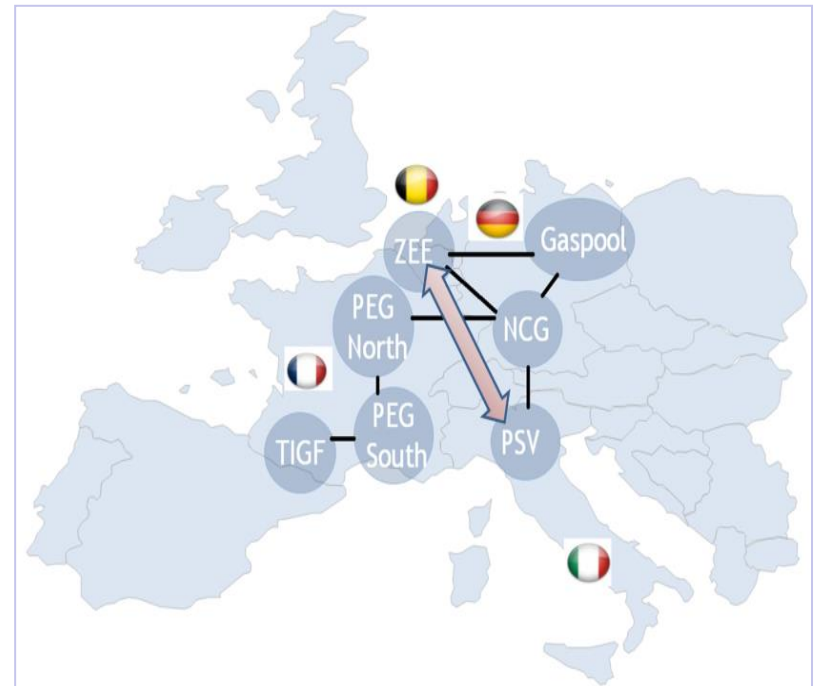 Gaspool
ZEE
PEG
North
NCG
PEG
South
TIGF
PSV